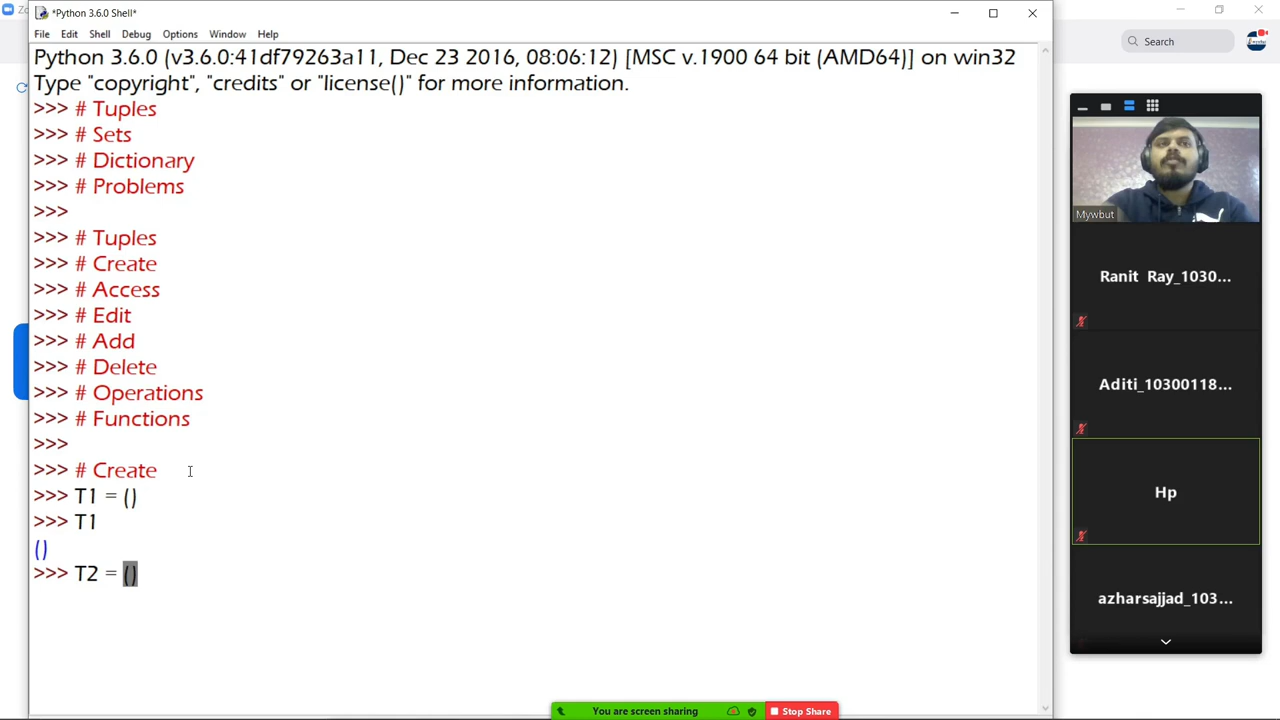 *Python 3.6.0 Shell*
File Edit Shell Debug Options Window Help
Python 3.6.0 (v3.6.0:41df79263a11, Dec 23 2016, 08:06:12) [MSC v.1900 64 bit (AMD64)] on win32
Type "copyright", "credits" or "license()" for more information.
>>> # Tuples
>>> # Sets
>>> # Dictionary
>>> # Problems
>>>
>>> # Tuples
>>> # Create
>>> # Access
>>> # Edit
>>> # Add
>>> # Delete
>>> # Operations
>>> # Functions
>>>
>>> # Create
>>> T1 = ()
>>> T1
()
>>> T2 = ()
You are screen sharing
Stop Share
Search
Mywbut
Ranit Ray_1030...
Aditi_10300118...
Hp
azharsajjad_103...